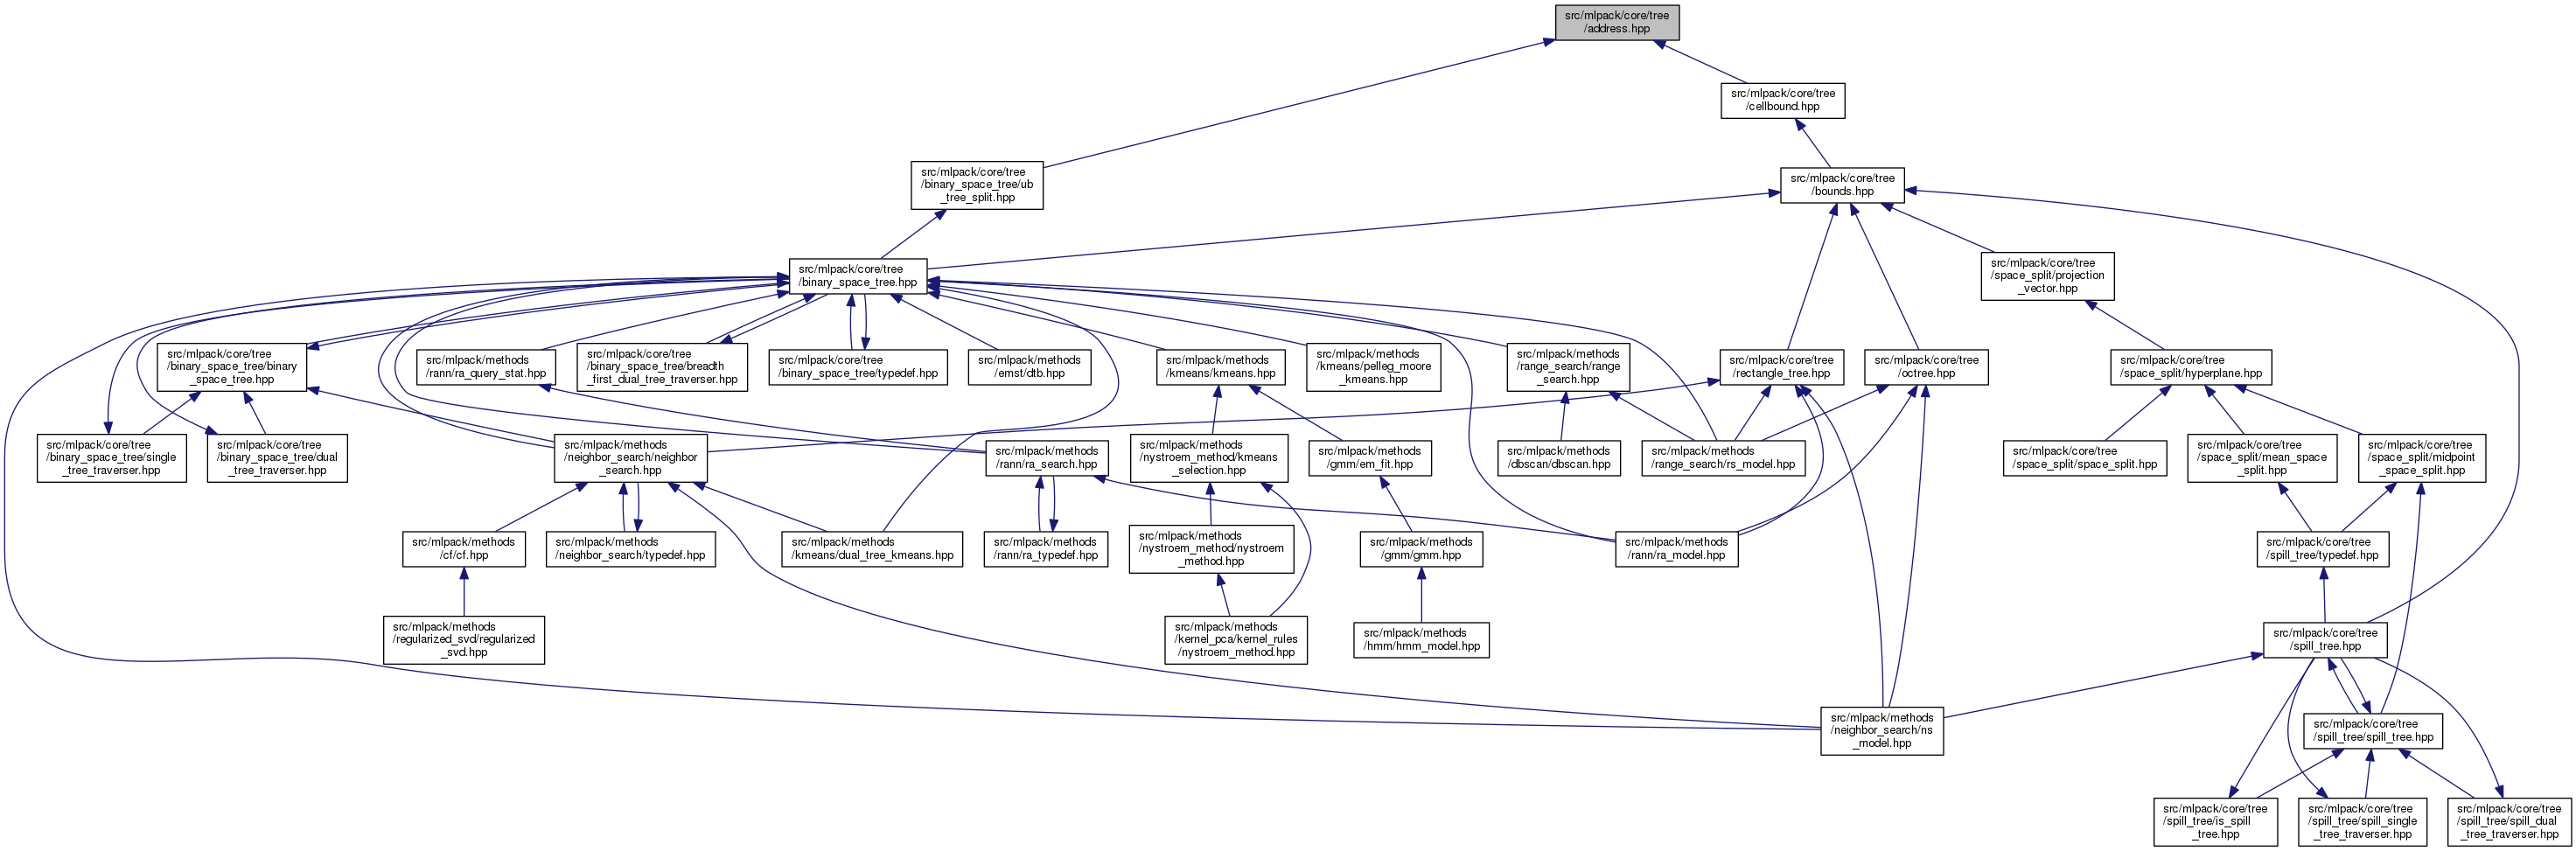 src/mlpack/core/tree
/address.hpp
src/mlpack/core/tree
/cellbound.hpp
src/mlpack/core/tree
/binary_space_tree/ub
_tree_split.hpp
src/mlpack/core/tree
/bounds.hpp
src/mlpack/core/tree
/binary_space_tree.hpp
src/mlpack/core/tree
/space_split/projection
_vector.hpp
src/mlpack/core/tree
/binary_space_tree/binary
_space_tree.hpp
src/mlpack/methods
/rann/ra_query_stat.hpp
src/mlpack/core/tree
/binary_space_tree/breadth
_first_dual_tree_traverser.hpp
src/mlpack/core/tree
/binary_space_tree/typedef.hpp
src/mlpack/methods
/emst/dtb.hpp
src/mlpack/methods
/kmeans/kmeans.hpp
src/mlpack/methods
/kmeans/pelleg_moore
_kmeans.hpp
src/mlpack/methods
/range_search/range
_search.hpp
src/mlpack/core/tree
/rectangle_tree.hpp
src/mlpack/core/tree
/octree.hpp
src/mlpack/core/tree
/space_split/hyperplane.hpp
src/mlpack/core/tree
/binary_space_tree/single
_tree_traverser.hpp
src/mlpack/core/tree
/binary_space_tree/dual
_tree_traverser.hpp
src/mlpack/methods
/neighbor_search/neighbor
_search.hpp
src/mlpack/methods
/rann/ra_search.hpp
src/mlpack/methods
/nystroem_method/kmeans
_selection.hpp
src/mlpack/methods
/gmm/em_fit.hpp
src/mlpack/methods
/dbscan/dbscan.hpp
src/mlpack/methods
/range_search/rs_model.hpp
src/mlpack/core/tree
/space_split/space_split.hpp
src/mlpack/core/tree
/space_split/mean_space
_split.hpp
src/mlpack/core/tree
/space_split/midpoint
_space_split.hpp
src/mlpack/methods
/cf/cf.hpp
src/mlpack/methods
/neighbor_search/typedef.hpp
src/mlpack/methods
/kmeans/dual_tree_kmeans.hpp
src/mlpack/methods
/rann/ra_typedef.hpp
src/mlpack/methods
/nystroem_method/nystroem
_method.hpp
src/mlpack/methods
/gmm/gmm.hpp
src/mlpack/methods
/rann/ra_model.hpp
src/mlpack/core/tree
/spill_tree/typedef.hpp
src/mlpack/methods
/regularized_svd/regularized
_svd.hpp
src/mlpack/methods
/kernel_pca/kernel_rules
/nystroem_method.hpp
src/mlpack/methods
/hmm/hmm_model.hpp
src/mlpack/core/tree
/spill_tree.hpp
src/mlpack/methods
/neighbor_search/ns
_model.hpp
src/mlpack/core/tree
/spill_tree/spill_tree.hpp
src/mlpack/core/tree
/spill_tree/is_spill
_tree.hpp
src/mlpack/core/tree
/spill_tree/spill_single
_tree_traverser.hpp
src/mlpack/core/tree
/spill_tree/spill_dual
_tree_traverser.hpp